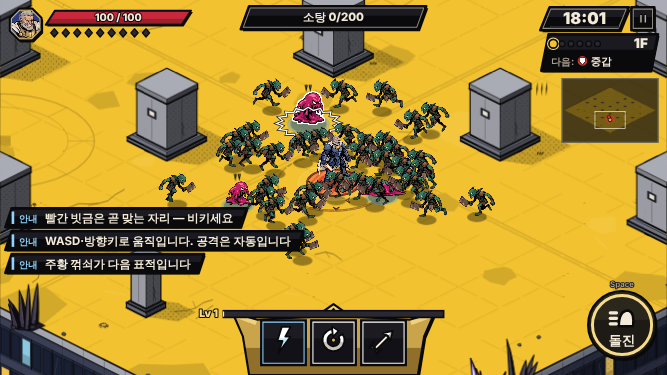 100 / 100
소탕 0/200
18:01
1F
다음: 중갑
안내 빨간 빗금은 곧 맞는 자리 — 비키세요
안내 WASD·방향키로 움직입니다. 공격은 자동입니다
안내 주황 꺾쇠가 다음 표적입니다
Lv 1
Space
돌진